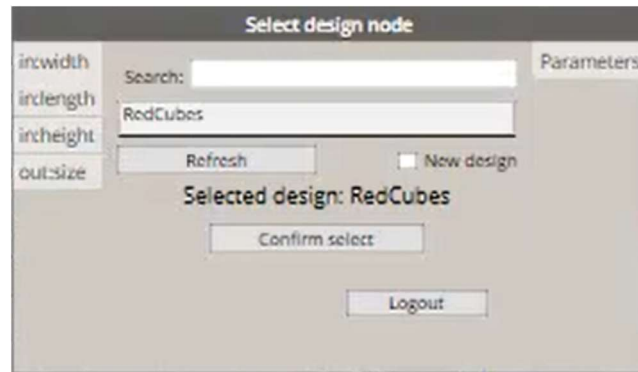 Select design node
in:width
in:length
in:height
out:size
Search:
RedCubes
Refresh
New design
Selected design: RedCubes
Confirm select
Logout
Parameters